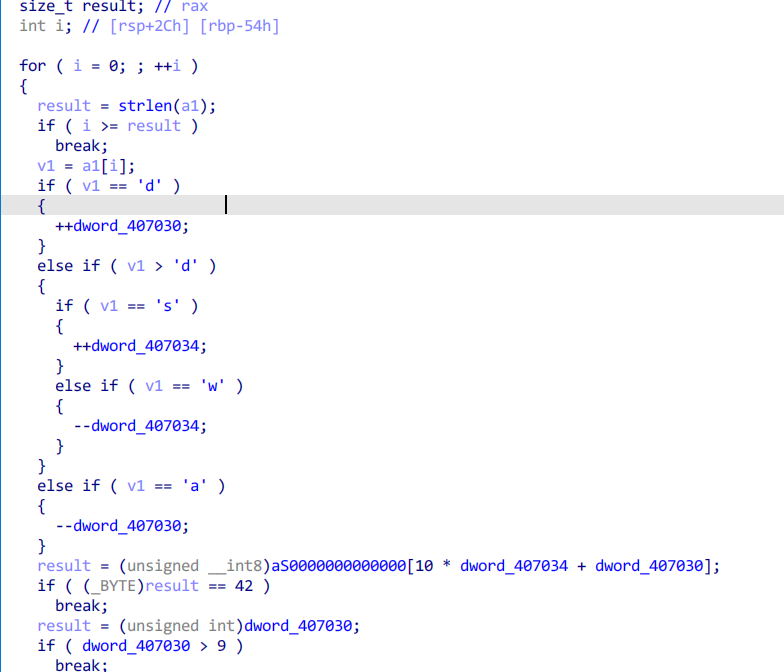 size_t result; // rax
int i; // [rsp+2Ch] [rbp-54h]
for ( i = 0; ; ++i )
{
result = strlen(a1);
if ( i >= result )
break;
v1 = a1[i];
if ( v1 == 'd' )
{
++dword_407030;
}
else if ( v1 > 'd' )
{
if ( v1 == 's' )
{
++dword_407034;
}
else if ( v1 == 'w' )
{
--dword_407034;
}
}
else if ( v1 == 'a' )
{
--dword_407030;
}
result = (unsigned __int8)aS0000000000000[10 * dword_407034 + dword_407030];
if ( (_BYTE)result == 42 )
break;
result = (unsigned int)dword_407030;
if ( dword_407030 > 9 )
break;